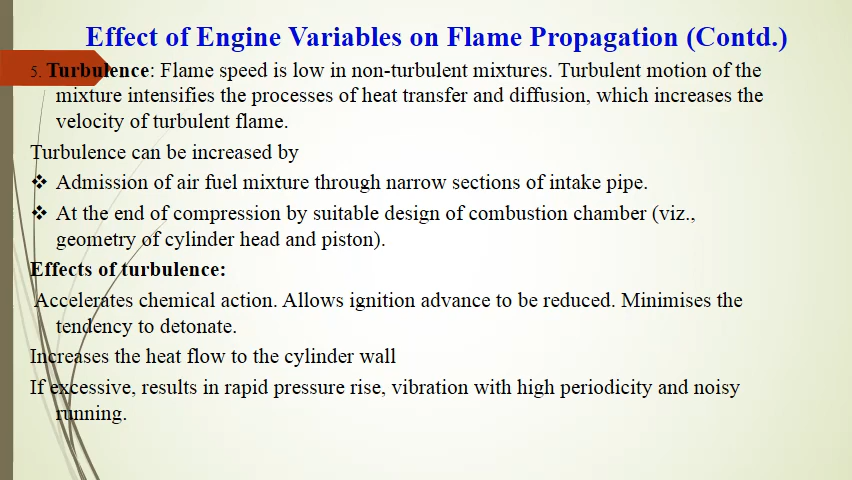 Effect of Engine Variables on Flame Propagation (Contd.)
5. Turbulence: Flame speed is low in non-turbulent mixtures. Turbulent motion of the
mixture intensifies the processes of heat transfer and diffusion, which increases the
velocity of turbulent flame.
Turbulence can be increased by
❖ Admission of air fuel mixture through narrow sections of intake pipe.
❖ At the end of compression by suitable design of combustion chamber (viz.,
geometry of cylinder head and piston).
Effects of turbulence:
Accelerates chemical action. Allows ignition advance to be reduced. Minimises the
tendency to detonate.
Increases the heat flow to the cylinder wall
If excessive, results in rapid pressure rise, vibration with high periodicity and noisy
running.